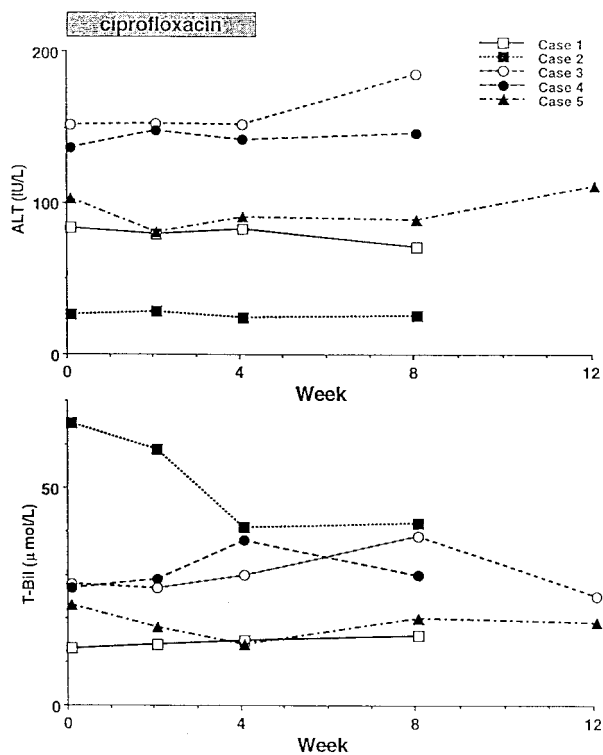 ciprofloxacin
200
100
0
ALT (IU/L)
Case 1
Case 2
Case 3
Case 4
Case 5
0 4 8 12
Week
50
0
T-Bil (μ mol/L)
0 4 8 12
Week